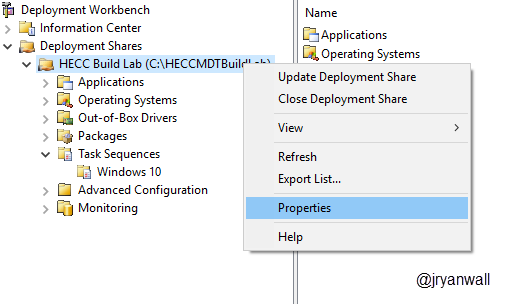 Deployment Workbench
Information Center
Deployment Shares
HECC Build Lab (C:\HECCMDTBuildLab)
Applications
Operating Systems
Out-of-Box Drivers
Packages
Task Sequences
Windows 10
Advanced Configuration
Monitoring
Name
Applications
Operating Systems
Update Deployment Share
Close Deployment Share
View
Refresh
Export List...
Properties
Help
@jryanwall